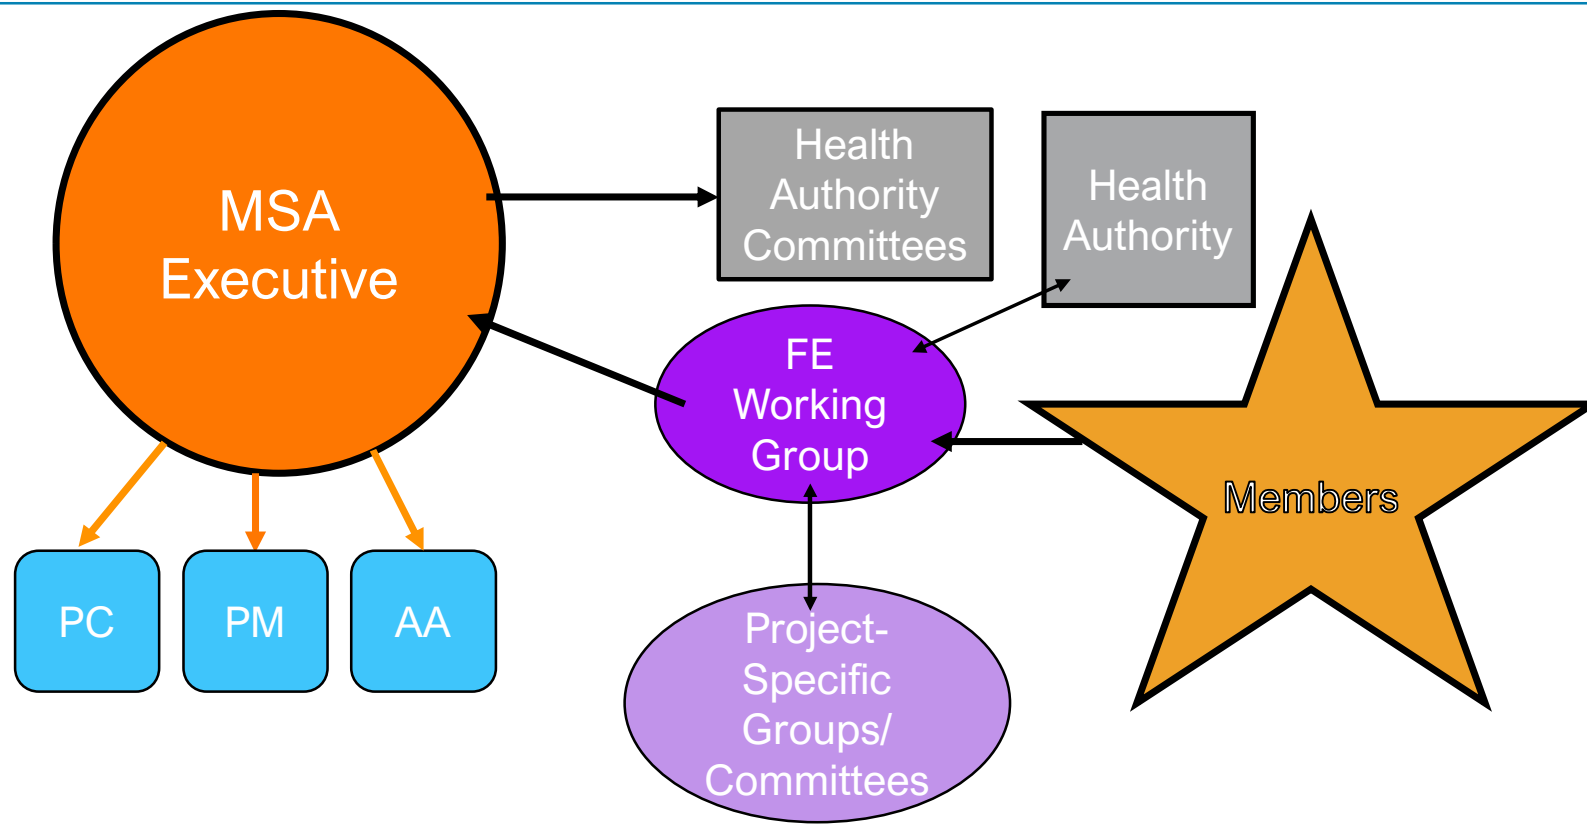 MSA
Executive
Health
Authority
Committees
Health
Authority
FE
Working
Group
Members
PC
PM
AA
Project-
Specific
Groups/
Committees